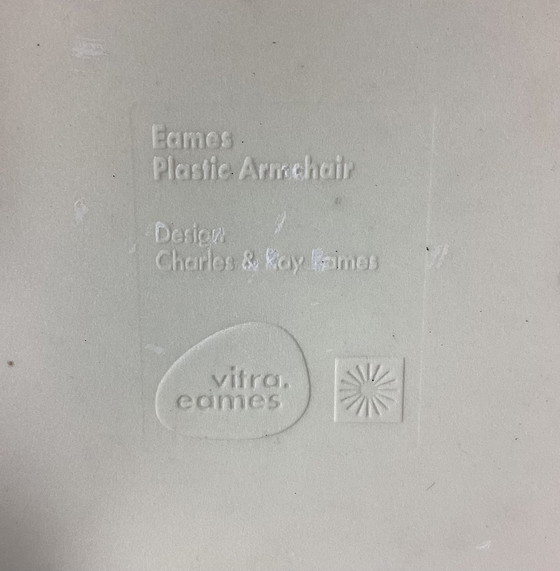 Eames
Plastic Armchair
Design
Charles & Ray Eames
vitra.
eames